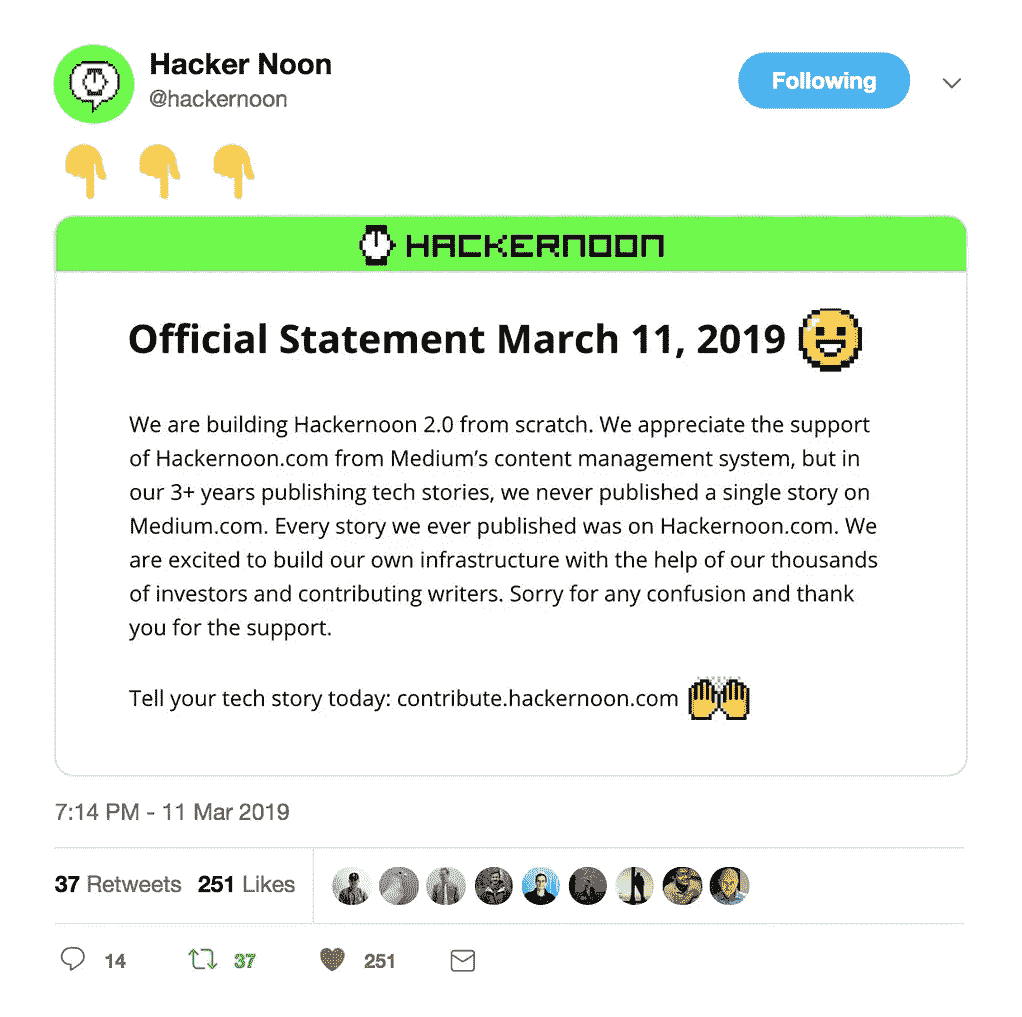 Hacker Noon
@hackernoon
Following
HACKERNOON
Official Statement March 11, 2019
We are building Hackernoon 2.0 from scratch. We appreciate the support
of Hackernoon.com from Medium’s content management system, but in
our 3+ years publishing tech stories, we never published a single story on
Medium.com. Every story we ever published was on Hackernoon.com. We
are excited to build our own infrastructure with the help of our thousands
of investors and contributing writers. Sorry for any confusion and thank
you for the support.
Tell your tech story today: contribute.hackernoon.com
7:14 PM - 11 Mar 2019
37 Retweets 251 Likes
14 37 251